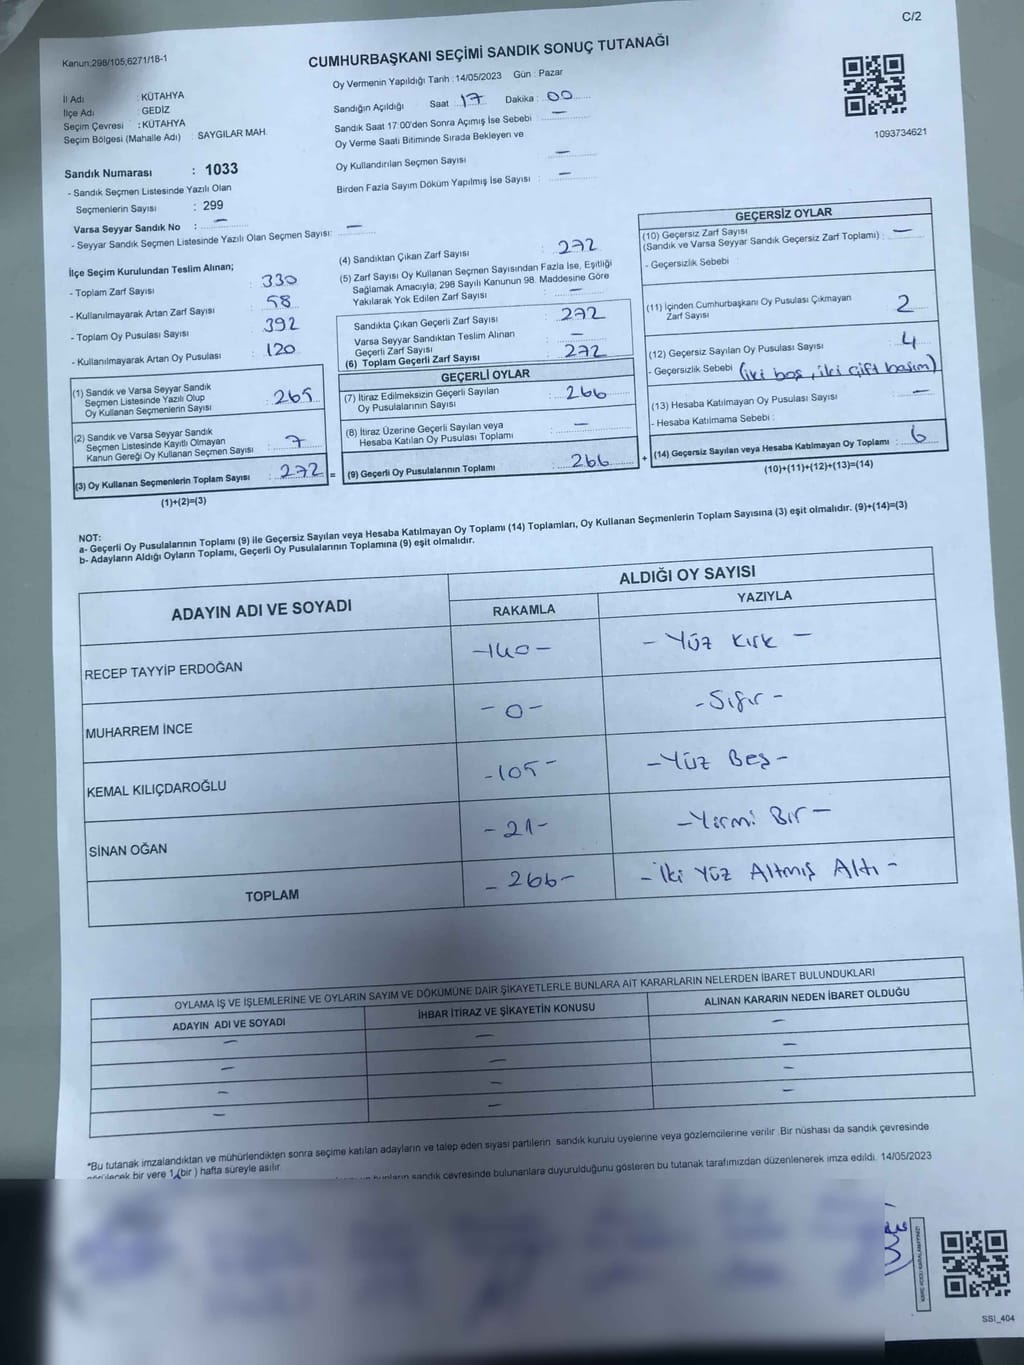 C/2
Kanun;298/105,6271/18-1
CUMHURBAŞKANI SEÇİMİ SANDIK SONUÇ TUTANAĞI
Oy Vermenin Yapıldığı Tarih : 14/05/2023 Gün : Pazar
İl Adı : KÜTAHYA
İlçe Adı : GEDİZ
Seçim Çevresi : KÜTAHYA
Seçim Bölgesi (Mahalle Adı) : SAYGILAR MAH.
Sandığın Açıldığı Saat : 17 Dakika : 00
Sandık Saat 17:00'den Sonra Açımış İse Sebebi : —
Oy Verme Saati Bitiminde Sırada Bekleyen ve
Oy Kullandırılan Seçmen Sayısı : —
Birden Fazla Sayım Döküm Yapılmış İse Sayısı : —
1093734621
Sandık Numarası : 1033
- Sandık Seçmen Listesinde Yazılı Olan
Seçmenlerin Sayısı : 299
Varsa Seyyar Sandık No : —
- Seyyar Sandık Seçmen Listesinde Yazılı Olan Seçmen Sayısı: —
İlçe Seçim Kurulundan Teslim Alınan;
- Toplam Zarf Sayısı : 330
- Kullanılmayarak Artan Zarf Sayısı : 58
- Toplam Oy Pusulası Sayısı : 392
- Kullanılmayarak Artan Oy Pusulası : 120
(1) Sandık ve Varsa Seyyar Sandık
Seçmen Listesinde Yazılı Olup
Oy Kullanan Seçmenlerin Sayısı : 265
(2) Sandık ve Varsa Seyyar Sandık
Seçmen Listesinde Kayıtlı Olmayan
Kanun Gereği Oy Kullanan Seçmen Sayısı : 7
(3) Oy Kullanan Seçmenlerin Toplam Sayısı : 272 =
(1)+(2)=(3)
(4) Sandıktan Çıkan Zarf Sayısı : 272
(5) Zarf Sayısı Oy Kullanan Seçmen Sayısından Fazla İse, Eşitliği
Sağlamak Amacıyla; 298 Sayılı Kanunun 98. Maddesine Göre
Yakılarak Yok Edilen Zarf Sayısı : —
Sandıkta Çıkan Geçerli Zarf Sayısı : 272
Varsa Seyyar Sandıktan Teslim Alınan
Geçerli Zarf Sayısı : —
(6) Toplam Geçerli Zarf Sayısı : 272
GEÇERLİ OYLAR
(7) İtiraz Edilmeksizin Geçerli Sayılan
Oy Pusulalarının Sayısı : 266
(8) İtiraz Üzerine Geçerli Sayılan veya
Hesaba Katılan Oy Pusulası Toplamı : —
(9) Geçerli Oy Pusulalarının Toplamı : 266 +
GEÇERSİZ OYLAR
(10) Geçersiz Zarf Sayısı
(Sandık ve Varsa Seyyar Sandık Geçersiz Zarf Toplamı) : —
- Geçersizlik Sebebi :
(11) İçinden Cumhurbaşkanı Oy Pusulası Çıkmayan
Zarf Sayısı : 2
(12) Geçersiz Sayılan Oy Pusulası Sayısı : 4
- Geçersizlik Sebebi : (iki boş, iki çift basım)
(13) Hesaba Katılmayan Oy Pusulası Sayısı : —
- Hesaba Katılmama Sebebi :
(14) Geçersiz Sayılan veya Hesaba Katılmayan Oy Toplamı : 6
(10)+(11)+(12)+(13)=(14)
NOT:
a- Geçerli Oy Pusulalarının Toplamı (9) ile Geçersiz Sayılan veya Hesaba Katılmayan Oy Toplamı (14) Toplamları, Oy Kullanan Seçmenlerin Toplam Sayısına (3) eşit olmalıdır. (9)+(14)=(3)
b- Adayların Aldığı Oyların Toplamı, Geçerli Oy Pusulalarının Toplamına (9) eşit olmalıdır.
ADAYIN ADI VE SOYADI ALDIĞI OY SAYISI
RAKAMLA YAZIYLA
RECEP TAYYİP ERDOĞAN -140- - Yüz Kırk -
MUHARREM İNCE -0- -Sıfır-
KEMAL KILIÇDAROĞLU -105- -Yüz Beş-
SİNAN OĞAN -21- -Yirmi Bir-
TOPLAM -266- -İki Yüz Altmış Altı-
OYLAMA İŞ VE İŞLEMLERİNE VE OYLARIN SAYIM VE DÖKÜMÜNE DAİR ŞİKAYETLERLE BUNLARA AİT KARARLARIN NELERDEN İBARET BULUNDUKLARI
ADAYIN ADI VE SOYADI İHBAR İTİRAZ VE ŞİKAYETİN KONUSU ALINAN KARARIN NEDEN İBARET OLDUĞU
— — —
— — —
— — —
— — —
*Bu tutanak imzalandıktan ve mühürlendikten sonra seçime katılan adayların ve talep eden siyasi partilerin sandık kurulu üyelerine veya gözlemcilerine verilir .Bir nüshası da sandık çevresinde
görülecek bir yere 1 (bir ) hafta süreyle asılır
bunların sandık çevresinde bulunanlara duyurulduğunu gösteren bu tutanak tarafımızdan düzenlenerek imza edildi. 14/05/2023
SSI_404